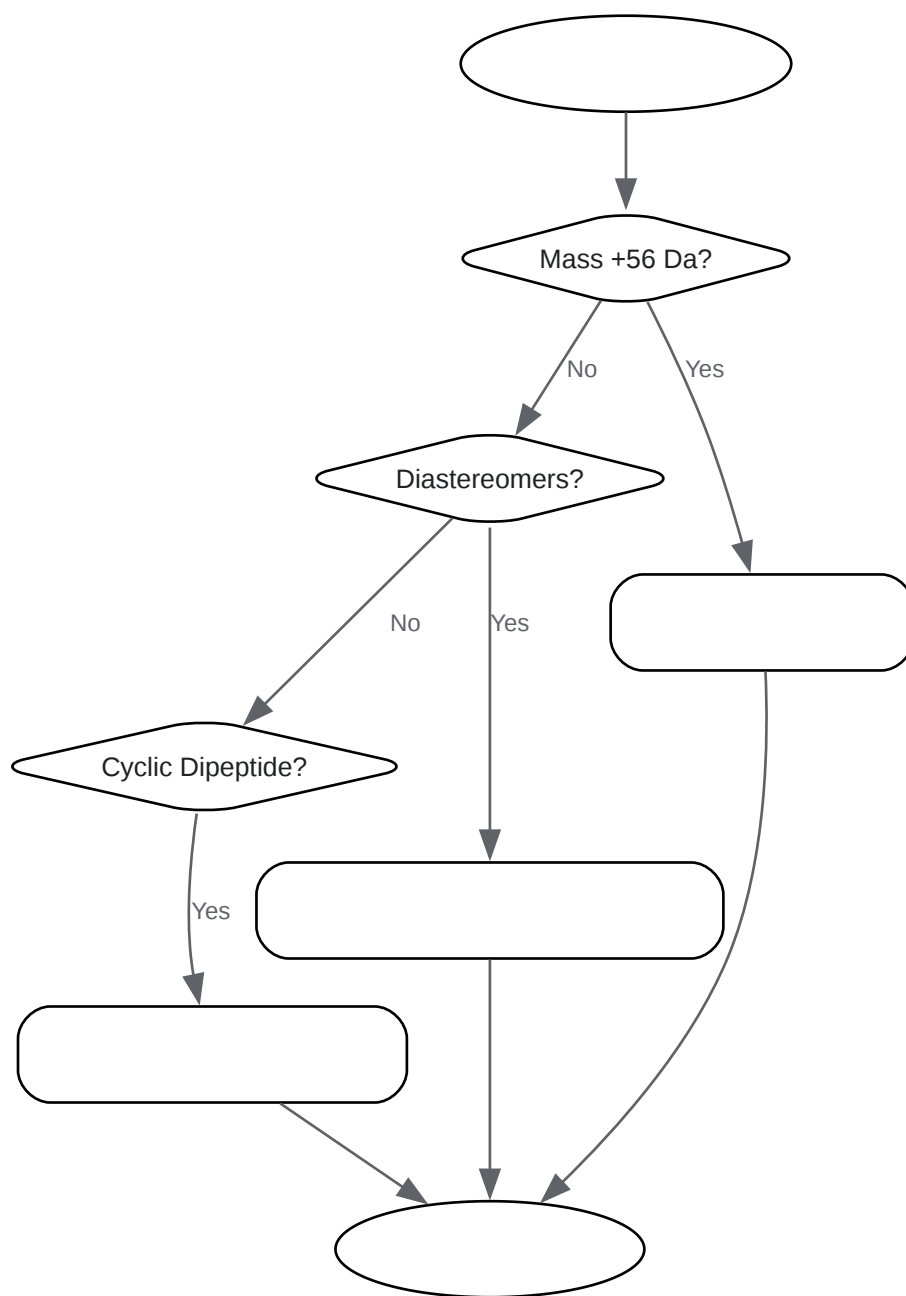 Mass +56 Da?
No
Yes
Diastereomers?
No
Yes
Cyclic Dipeptide?
Yes